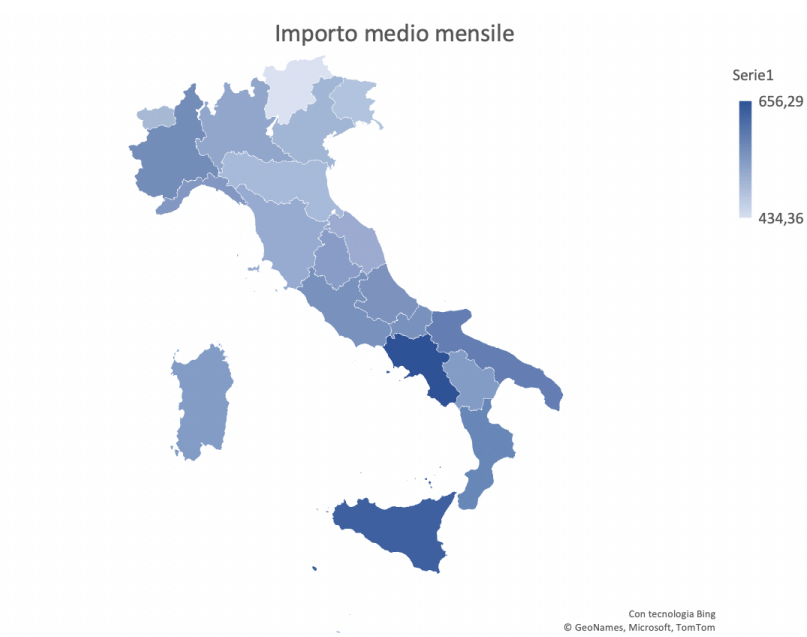 Importo medio mensile
Serie1
656,29
434,36
Con tecnologia Bing
© GeoNames, Microsoft, TomTom